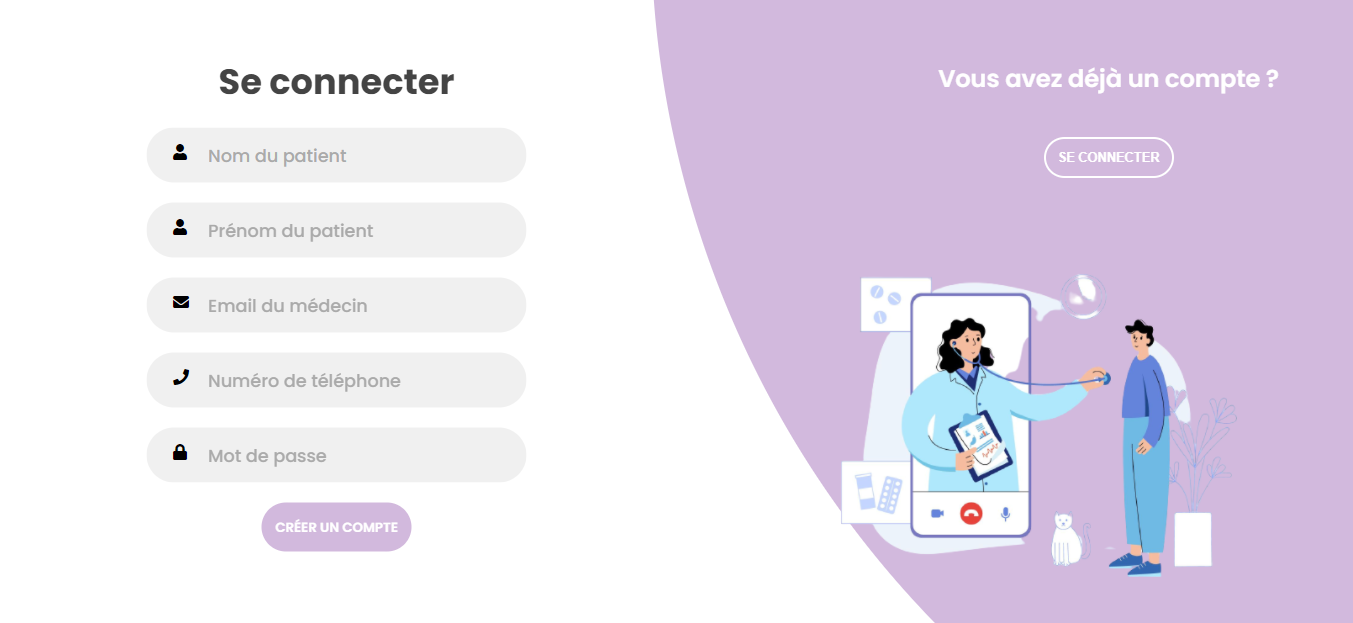 Se connecter
Nom du patient
Prénom du patient
Email du médecin
Numéro de téléphone
Mot de passe
CRÉER UN COMPTE
Vous avez déjà un compte ?
SE CONNECTER